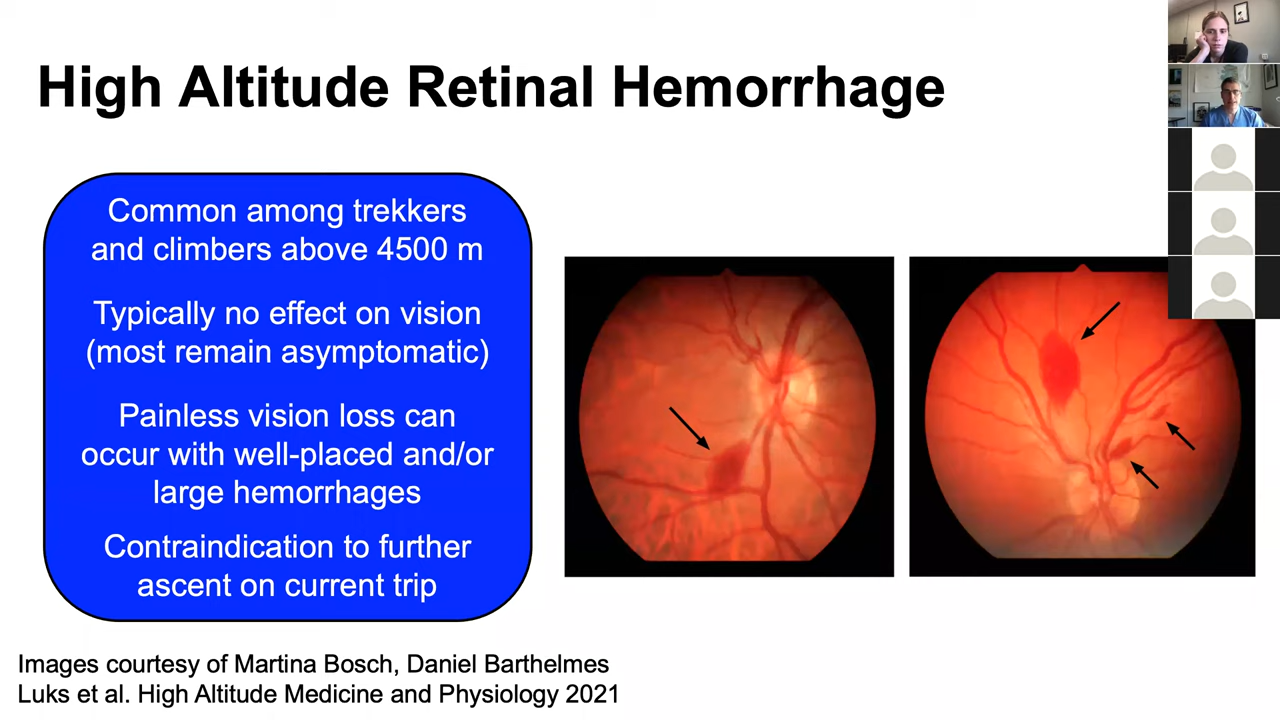 High Altitude Retinal Hemorrhage
Common among trekkers
and climbers above 4500 m
Typically no effect on vision
(most remain asymptomatic)
Painless vision loss can
occur with well-placed and/or
large hemorrhages
Contraindication to further
ascent on current trip
Images courtesy of Martina Bosch, Daniel Barthelmes
Luks et al. High Altitude Medicine and Physiology 2021